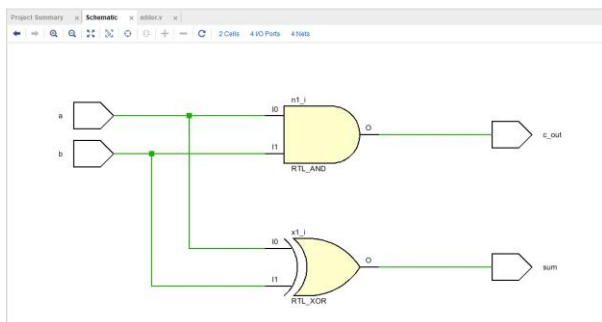 Project Summary × Schematic × adder.v ×
2 Cells 4 I/O Ports 4 Nets
n1_i
a
I0
O
c_out
b
I1
RTL_AND
x1_i
I0
O
sum
I1
RTL_XOR